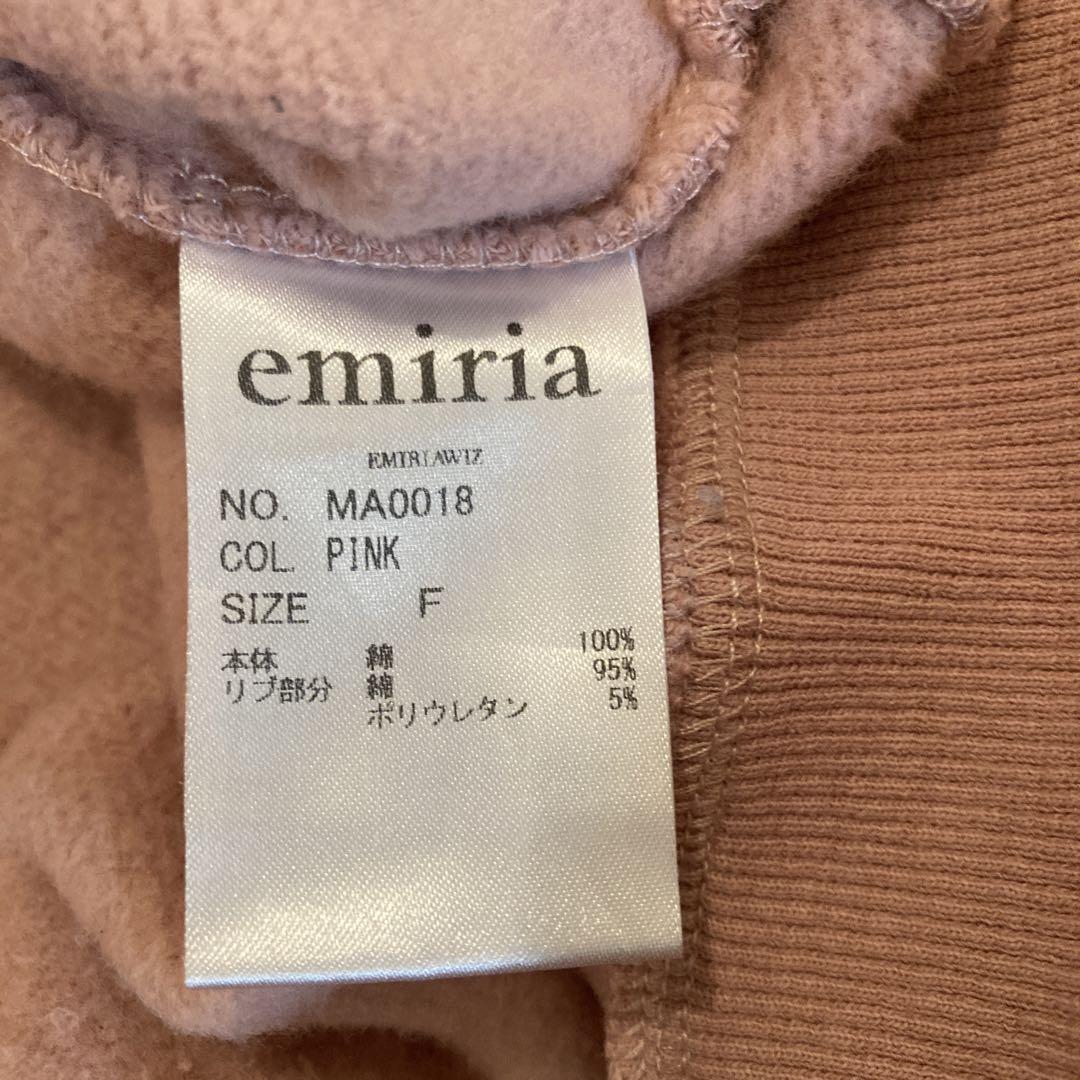 emiria
EMIRIAWIZ
NO. MA0018
COL. PINK
SIZE F
本体 綿 100%
リブ部分 綿 95%
ポリウレタン 5%